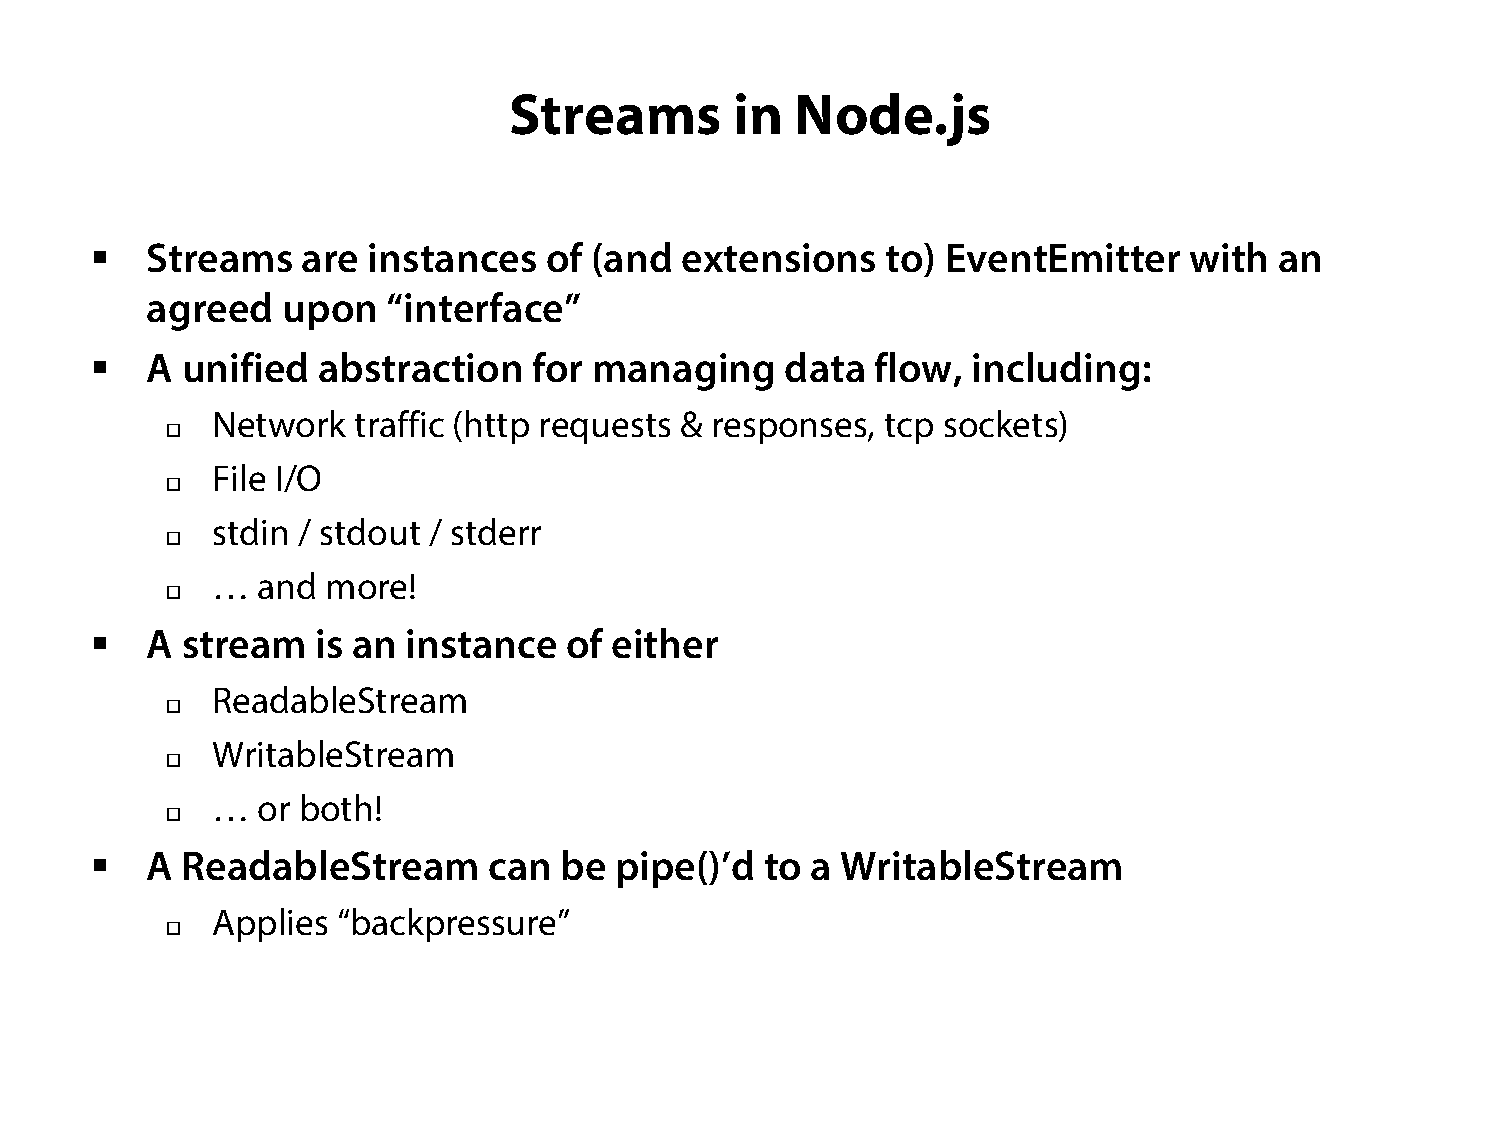 Streams in Node.js
▪ Streams are instances of (and extensions to) EventEmitter with an
agreed upon “interface”
▪ A unified abstraction for managing data flow, including:
□ Network traffic (http requests & responses, tcp sockets)
□ File I/O
□ stdin / stdout / stderr
□ … and more!
▪ A stream is an instance of either
□ ReadableStream
□ WritableStream
□ … or both!
▪ A ReadableStream can be pipe()’d to a WritableStream
□ Applies “backpressure”